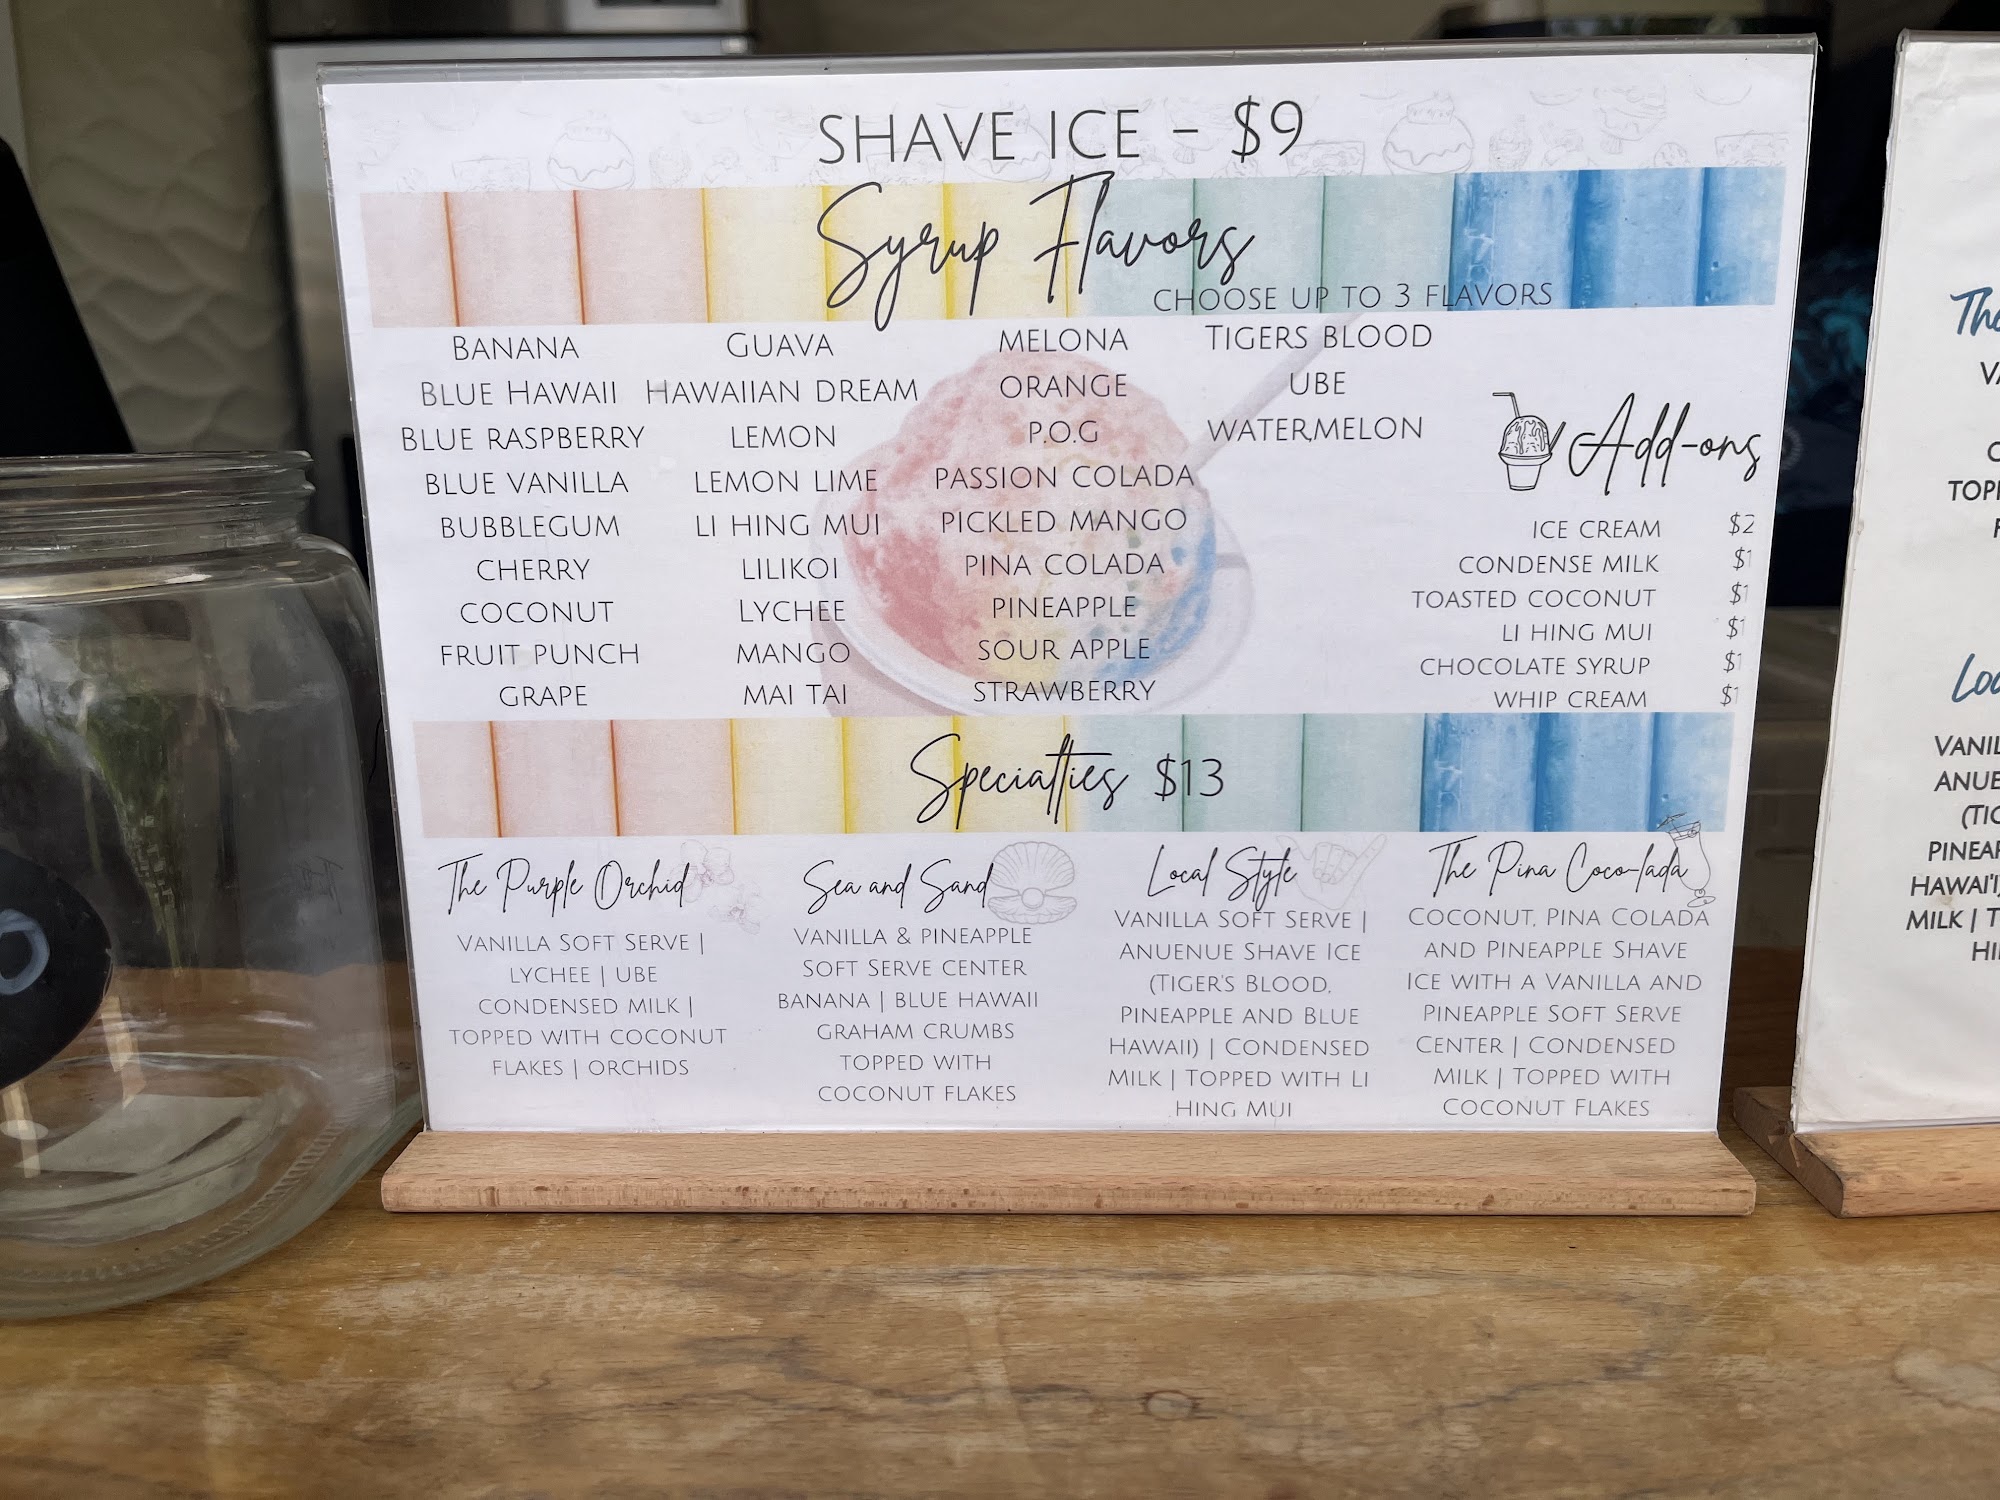 SHAVE ICE - $9
Syrup Flavors
CHOOSE UP TO 3 FLAVORS
BANANA
BLUE HAWAII
BLUE RASPBERRY
BLUE VANILLA
BUBBLEGUM
CHERRY
COCONUT
FRUIT PUNCH
GRAPE
GUAVA
HAWAIIAN DREAM
LEMON
LEMON LIME
LI HING MUI
LILIKOI
LYCHEE
MANGO
MAI TAI
MELONA
ORANGE
P.O.G
PASSION COLADA
PICKLED MANGO
PINA COLADA
PINEAPPLE
SOUR APPLE
STRAWBERRY
TIGERS BLOOD
UBE
WATERMELON
Add-ons
ICE CREAM $2
CONDENSE MILK $1
TOASTED COCONUT $1
LI HING MUI $1
CHOCOLATE SYRUP $1
WHIP CREAM $1
Specialties $13
The Purple Orchid
VANILLA SOFT SERVE |
LYCHEE | UBE
CONDENSED MILK |
TOPPED WITH COCONUT
FLAKES | ORCHIDS
Sea and Sand
VANILLA & PINEAPPLE
SOFT SERVE CENTER
BANANA | BLUE HAWAII
GRAHAM CRUMBS
TOPPED WITH
COCONUT FLAKES
Local Style
VANILLA SOFT SERVE |
ANUENUE SHAVE ICE
(TIGER'S BLOOD,
PINEAPPLE AND BLUE
HAWAII) | CONDENSED
MILK | TOPPED WITH LI
HING MUI
The Pina Coco-lada
COCONUT, PINA COLADA
AND PINEAPPLE SHAVE
ICE WITH A VANILLA AND
PINEAPPLE SOFT SERVE
CENTER | CONDENSED
MILK | TOPPED WITH
COCONUT FLAKES
HAWAI'I
MILK |